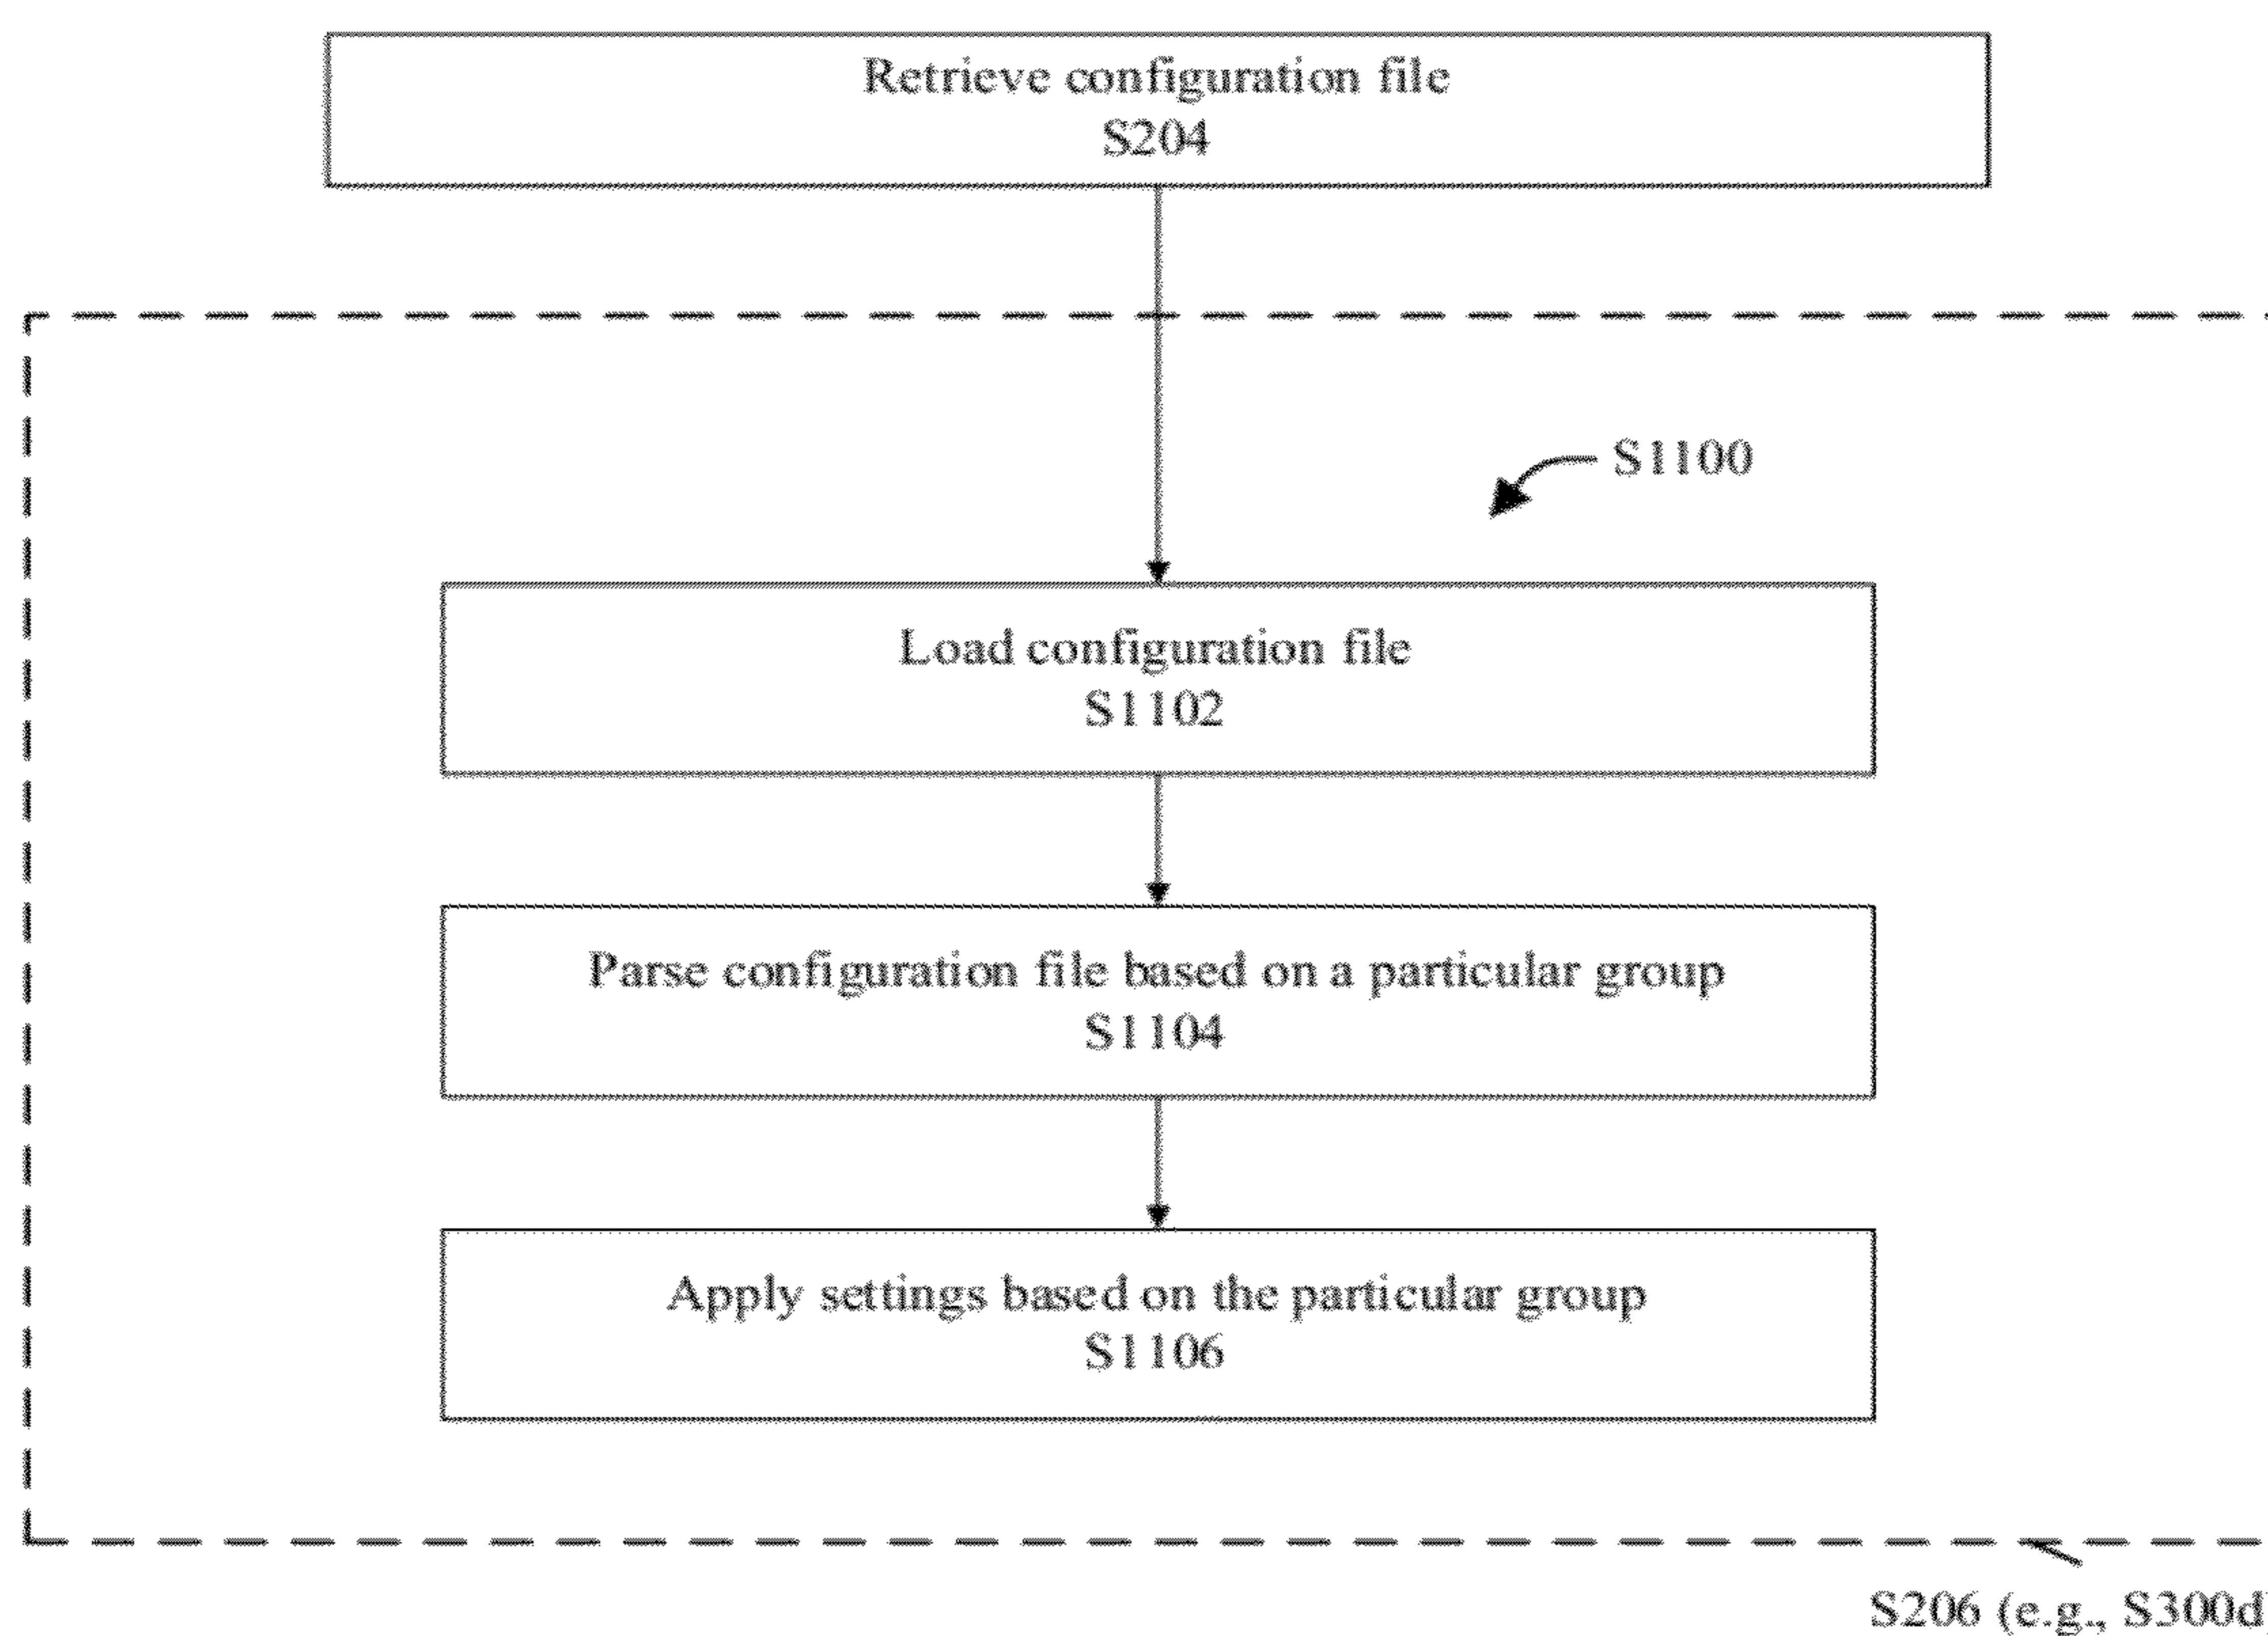 Retrieve configuration file
S204
S1100
Load configuration file
S1102
Parse configuration file based on a particular group
S1104
Apply settings based on the particular group
S1106
S206 (e.g., S300d